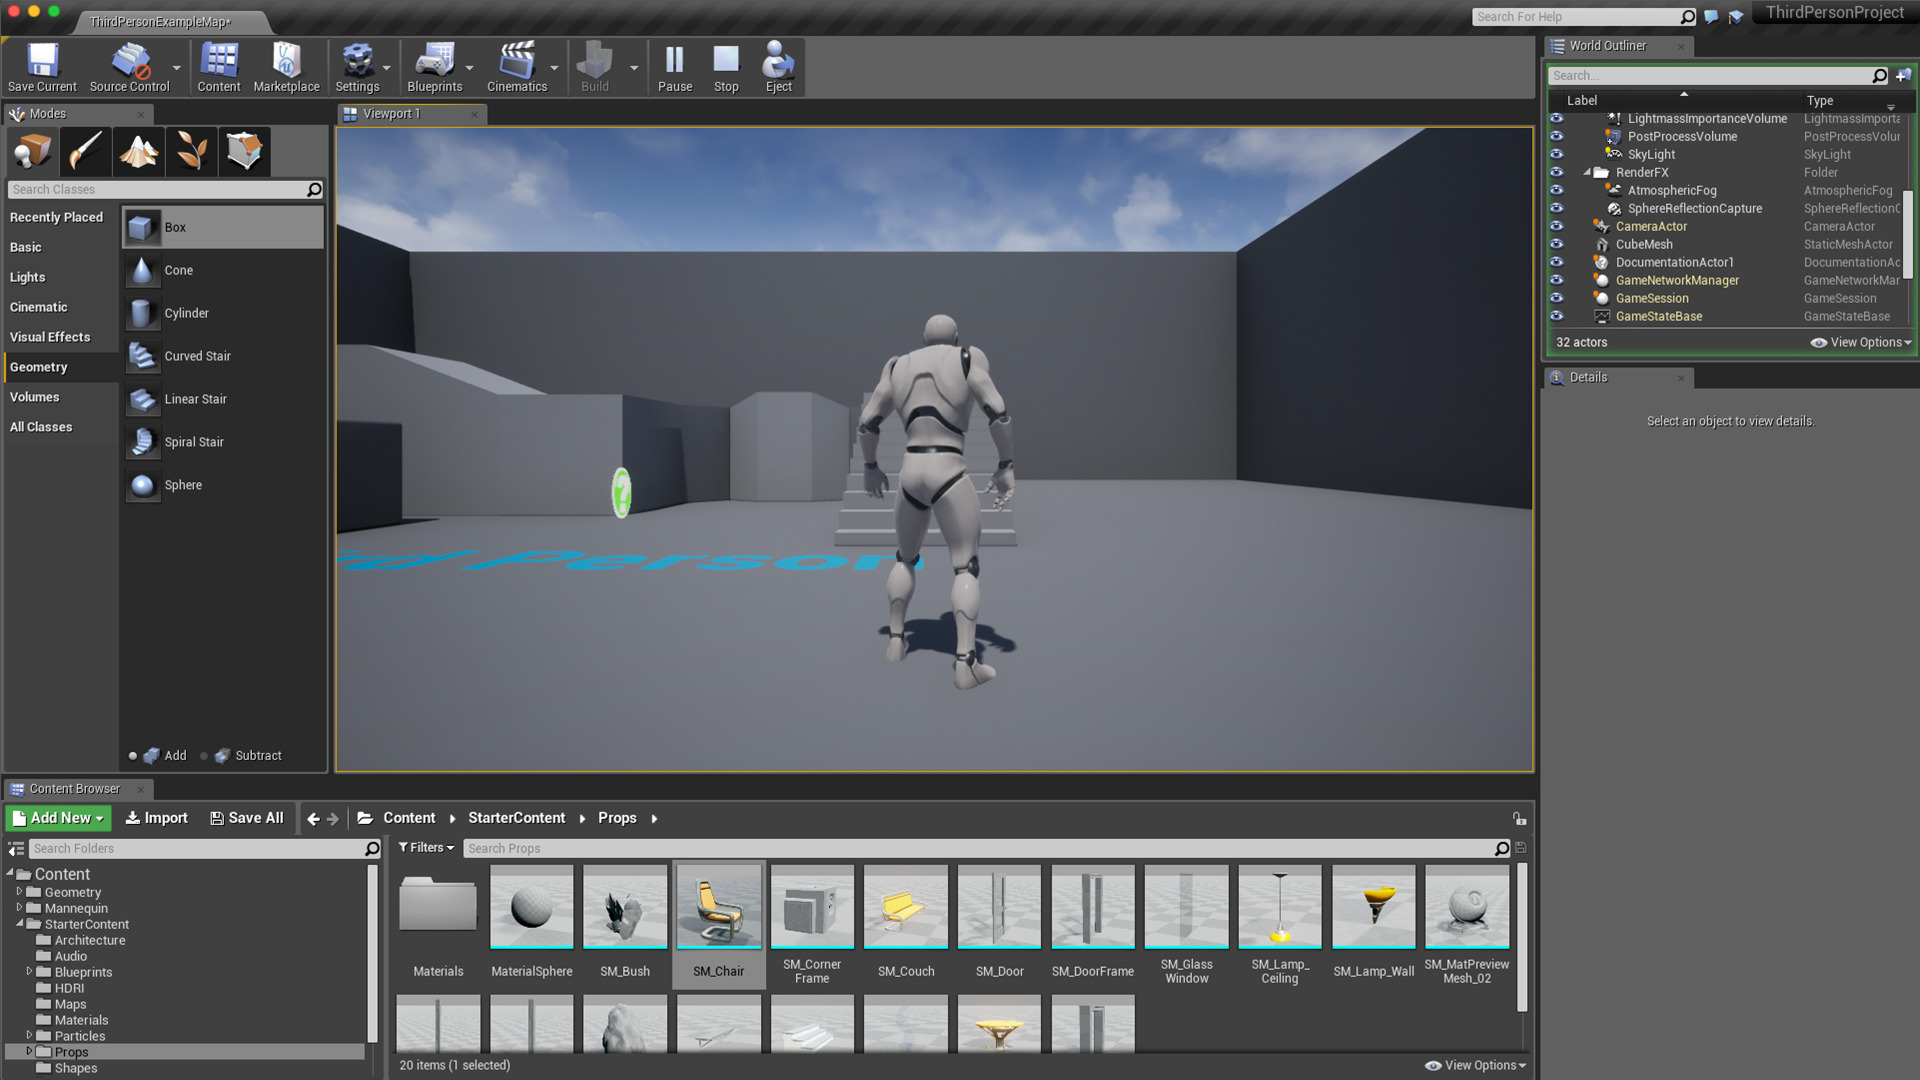 ThirdPersonExampleMap*
Search For Help
ThirdPersonProject
Save Current
Source Control
Content
Marketplace
Settings
Blueprints
Cinematics
Build
Pause
Stop
Eject
Modes
Search Classes
Recently Placed
Basic
Lights
Cinematic
Visual Effects
Geometry
Volumes
All Classes
Box
Cone
Cylinder
Curved Stair
Linear Stair
Spiral Stair
Sphere
Add
Subtract
Viewport 1
Person
World Outliner
Search...
Label
Type
LightmassImportanceVolume
LightmassImporta
PostProcessVolume
PostProcessVolur
SkyLight
SkyLight
RenderFX
Folder
AtmosphericFog
AtmosphericFog
SphereReflectionCapture
SphereReflectionC
CameraActor
CameraActor
CubeMesh
StaticMeshActor
DocumentationActor1
DocumentationAc
GameNetworkManager
GameNetworkMar
GameSession
GameSession
GameStateBase
GameStateBase
32 actors
View Options
Details
Select an object to view details.
Content Browser
Add New
Import
Save All
Content
StarterContent
Props
Search Folders
Filters
Search Props
Content
Geometry
Mannequin
StarterContent
Architecture
Audio
Blueprints
HDRI
Maps
Materials
Particles
Props
Shapes
Materials
MaterialSphere
SM_Bush
SM_Chair
SM_Corner
Frame
SM_Couch
SM_Door
SM_DoorFrame
SM_Glass
Window
SM_Lamp_
Ceiling
SM_Lamp_Wall
SM_MatPreview
Mesh_02
20 items (1 selected)
View Options